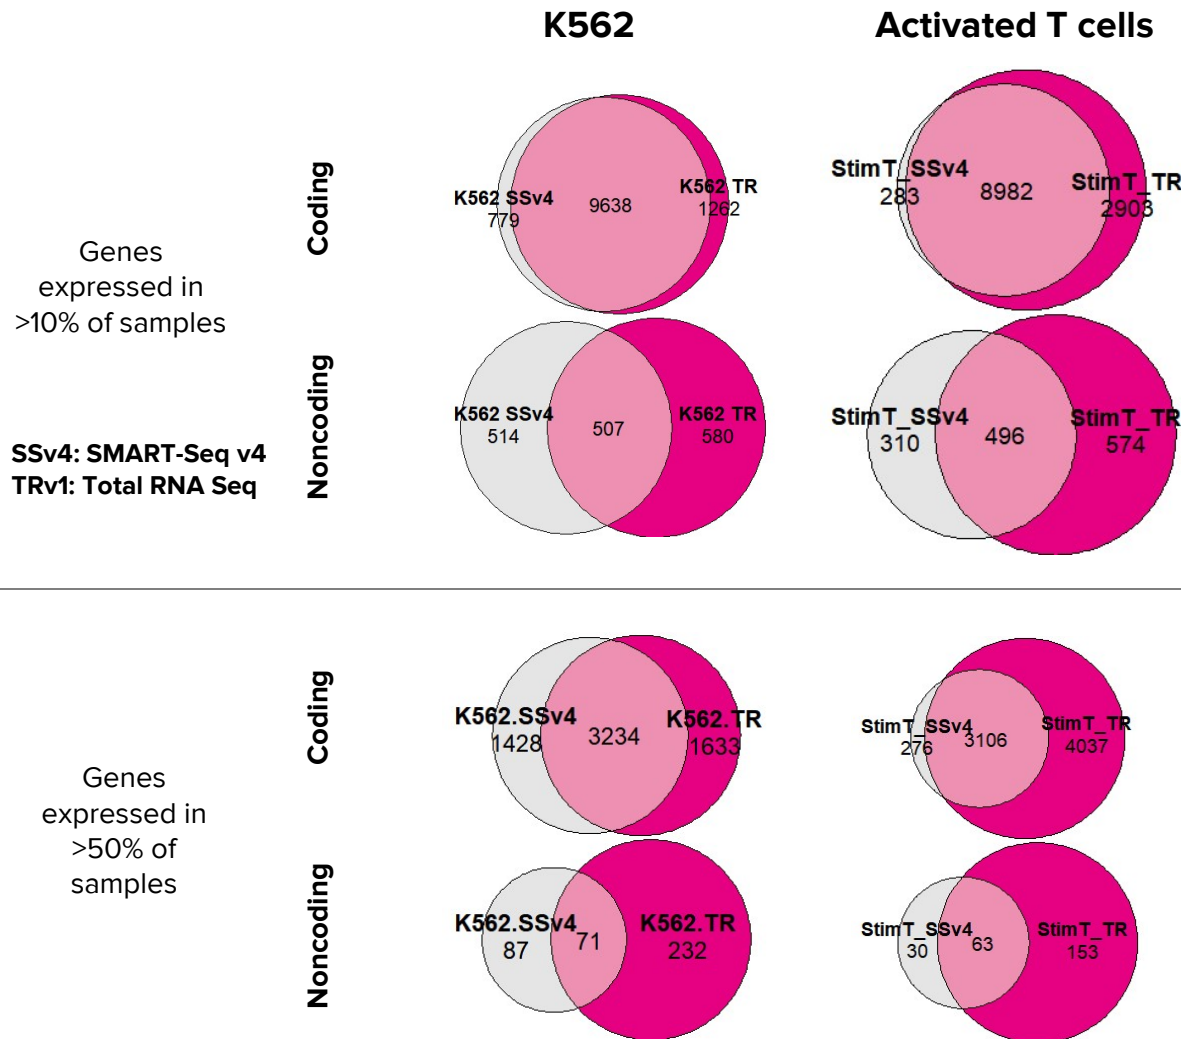 K562
Activated T cells
Genes
expressed in
>10% of samples
SSv4: SMART-Seq v4
TRv1: Total RNA Seq
Coding
K562 SSv4
779
9638
K562 TR
1262
StimT_SSv4
283
8982
StimT_TR
2903
Noncoding
K562 SSv4
514
507
K562 TR
580
StimT_SSv4
310
496
StimT_TR
574
Genes
expressed in
>50% of
samples
Coding
K562.SSv4
1428
3234
K562.TR
1633
StimT_SSv4
276
3106
StimT_TR
4037
Noncoding
K562.SSv4
87
71
K562.TR
232
StimT_SSv4
30
63
StimT_TR
153